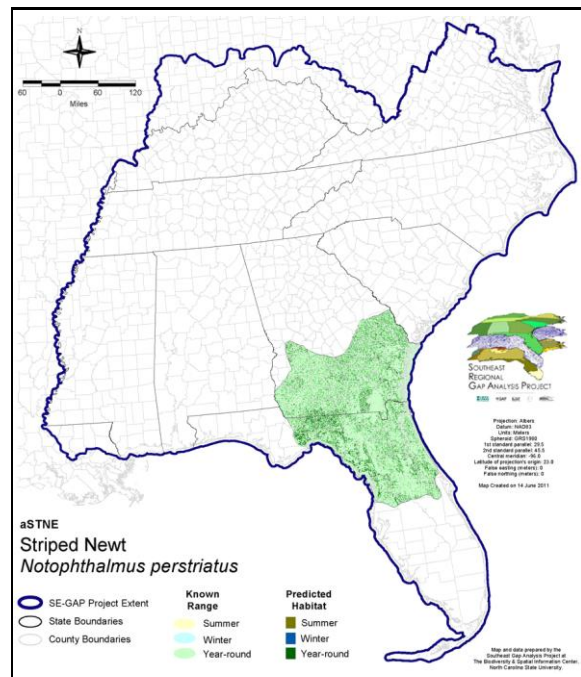 N
60 0 60 120
Miles
SOUTHEAST
REGIONAL
GAP ANALYSIS PROJECT
Projection: Albers
Datum: NAD83
Units: Meters
Spheroid: GRS1980
1st standard parallel: 29.5
2nd standard parallel: 45.5
Central meridian: -96.0
Latitude of projection's origin: 23.0
False easting (meters): 0
False northing (meters): 0
Map Created on 14 June 2011
aSTNE
Striped Newt
Notophthalmus perstriatus
SE-GAP Project Extent
State Boundaries
County Boundaries
Known
Range
Summer
Winter
Year-round
Predicted
Habitat
Summer
Winter
Year-round
Map and data prepared by the
Southeast Gap Analysis Project at
The Biodiversity & Spatial Information Center,
North Carolina State University.